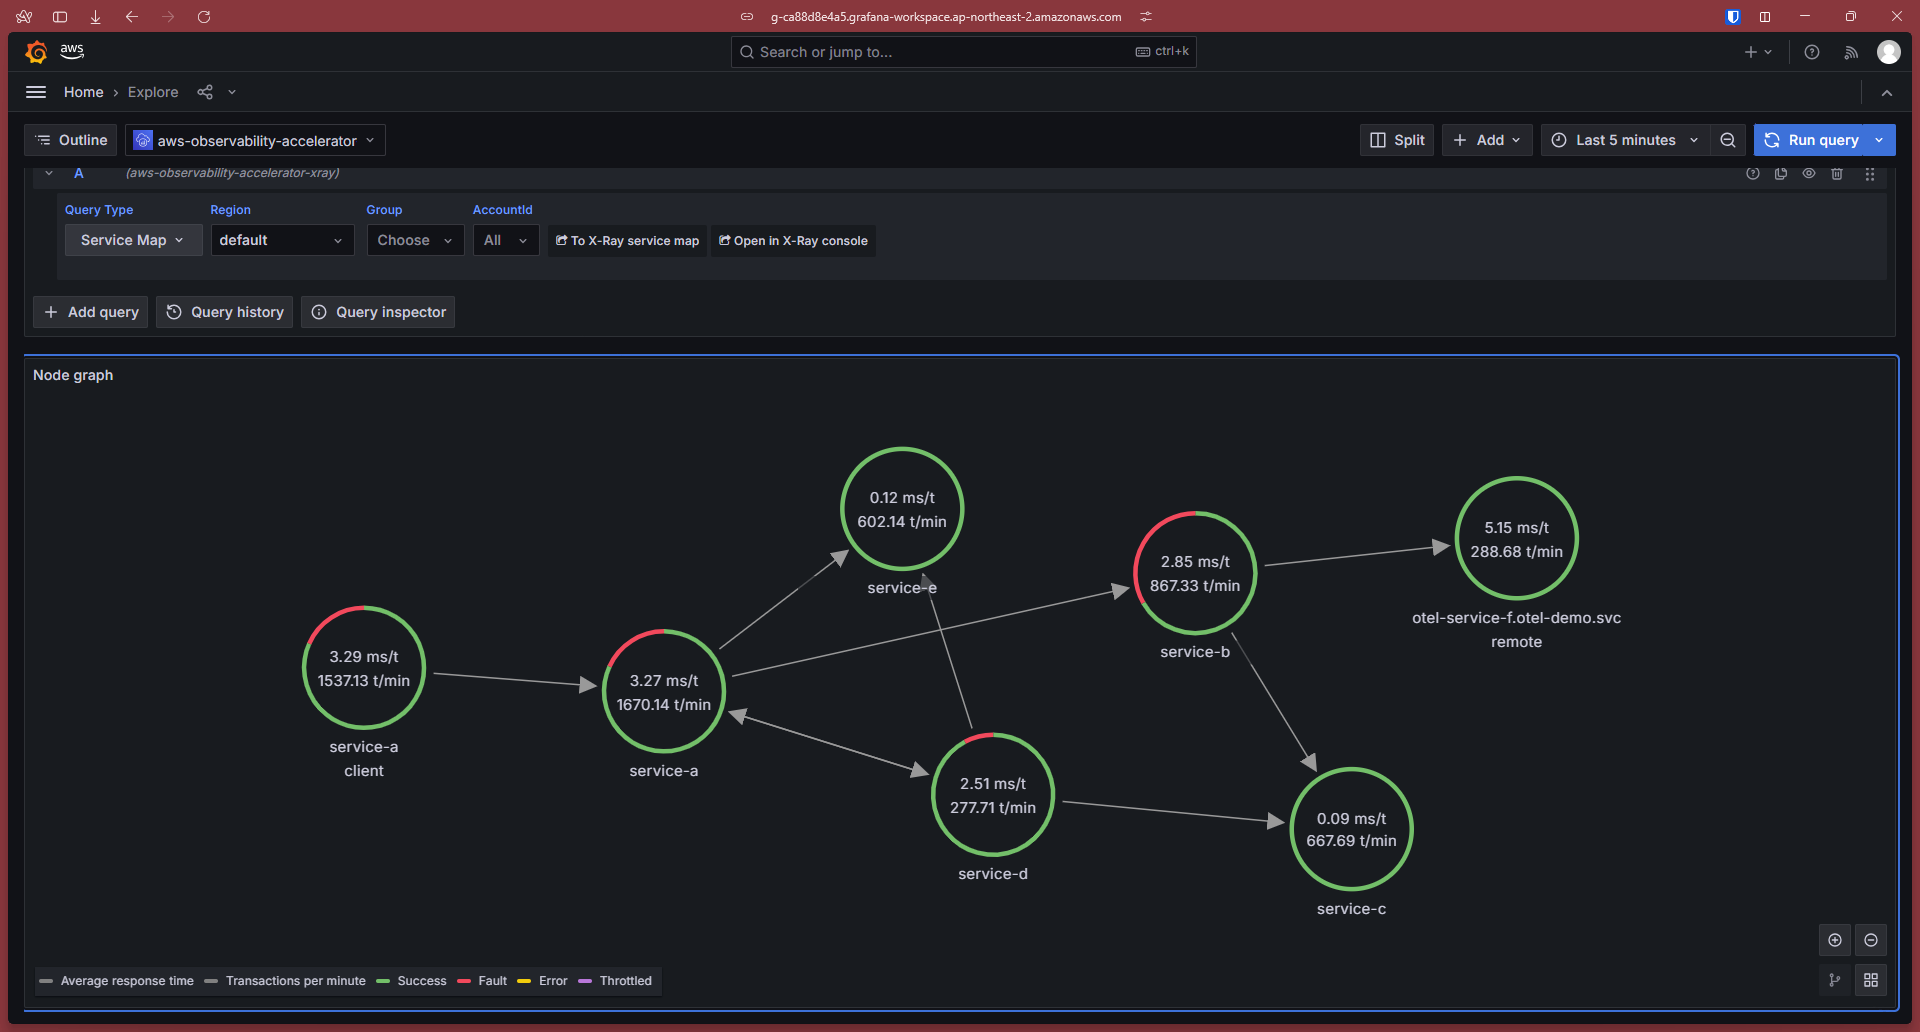 g-ca88d8e4a5.grafana-workspace.ap-northeast-2.amazonaws.com
aws
Search or jump to...
ctrl+k
Home › Explore
Outline
aws-observability-accelerator
Split
Add
Last 5 minutes
Run query
A
(aws-observability-accelerator-xray)
Query Type
Region
Group
AccountId
Service Map
default
Choose
All
To X-Ray service map
Open in X-Ray console
Add query
Query history
Query inspector
Node graph
0.12 ms/t
602.14 t/min
service-e
2.85 ms/t
867.33 t/min
service-b
5.15 ms/t
288.68 t/min
otel-service-f.otel-demo.svc
remote
3.29 ms/t
1537.13 t/min
service-a
client
3.27 ms/t
1670.14 t/min
service-a
2.51 ms/t
277.71 t/min
service-d
0.09 ms/t
667.69 t/min
service-c
Average response time
Transactions per minute
Success
Fault
Error
Throttled